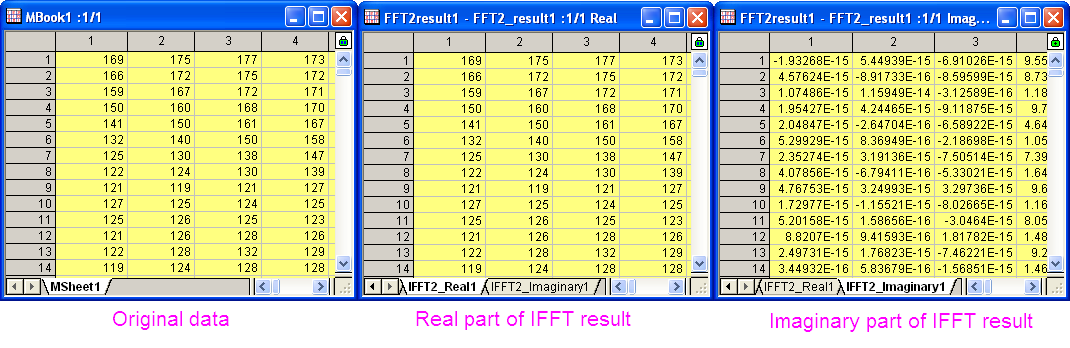 MBook1 :1/1 FFT2result1 - FFT2_result1 :1/1 Real FFT2result1 - FFT2_result1 :1/1 Imag...
1 2 3 4 1 2 3 4 1 2 3
1 169 175 177 173 1 169 175 177 173 1 -1.93268E-15 5.44939E-15 -6.91026E-15 9.55
2 166 172 175 172 2 166 172 175 172 2 4.57624E-15 -8.91733E-16 -8.59599E-15 8.73
3 159 167 172 171 3 159 167 172 171 3 1.07486E-15 1.15949E-14 -3.12589E-16 1.18
4 150 160 168 170 4 150 160 168 170 4 1.95427E-15 4.24465E-15 -9.11875E-15 9.7
5 141 150 161 167 5 141 150 161 167 5 2.04847E-15 -2.64704E-16 -6.58922E-15 4.64
6 132 140 150 158 6 132 140 150 158 6 5.29929E-15 8.36949E-16 -2.18698E-15 1.05
7 125 130 138 147 7 125 130 138 147 7 2.35274E-15 3.19136E-15 -7.50514E-15 7.39
8 122 124 130 139 8 122 124 130 139 8 4.07856E-15 -6.79411E-16 -5.33021E-15 1.64
9 121 119 121 127 9 121 119 121 127 9 4.76753E-15 3.24993E-15 3.29736E-15 9.6
10 127 125 124 125 10 127 125 124 125 10 1.72977E-15 -1.15521E-15 -8.02665E-15 1.16
11 125 126 125 123 11 125 126 125 123 11 5.20158E-15 1.58656E-16 -3.0464E-15 8.05
12 121 126 128 126 12 121 126 128 126 12 8.8207E-15 9.41593E-16 1.81782E-15 1.48
13 122 128 132 129 13 122 128 132 129 13 2.49731E-15 1.76823E-15 -7.46221E-15 9.2
14 119 124 128 128 14 119 124 128 128 14 3.44932E-16 5.83679E-16 -1.56851E-15 1.46
MSheet1 IFFT2_Real1 IFFT2_Imaginary1 IFFT2_Real1 IFFT2_Imaginary1
Original data Real part of IFFT result Imaginary part of IFFT result